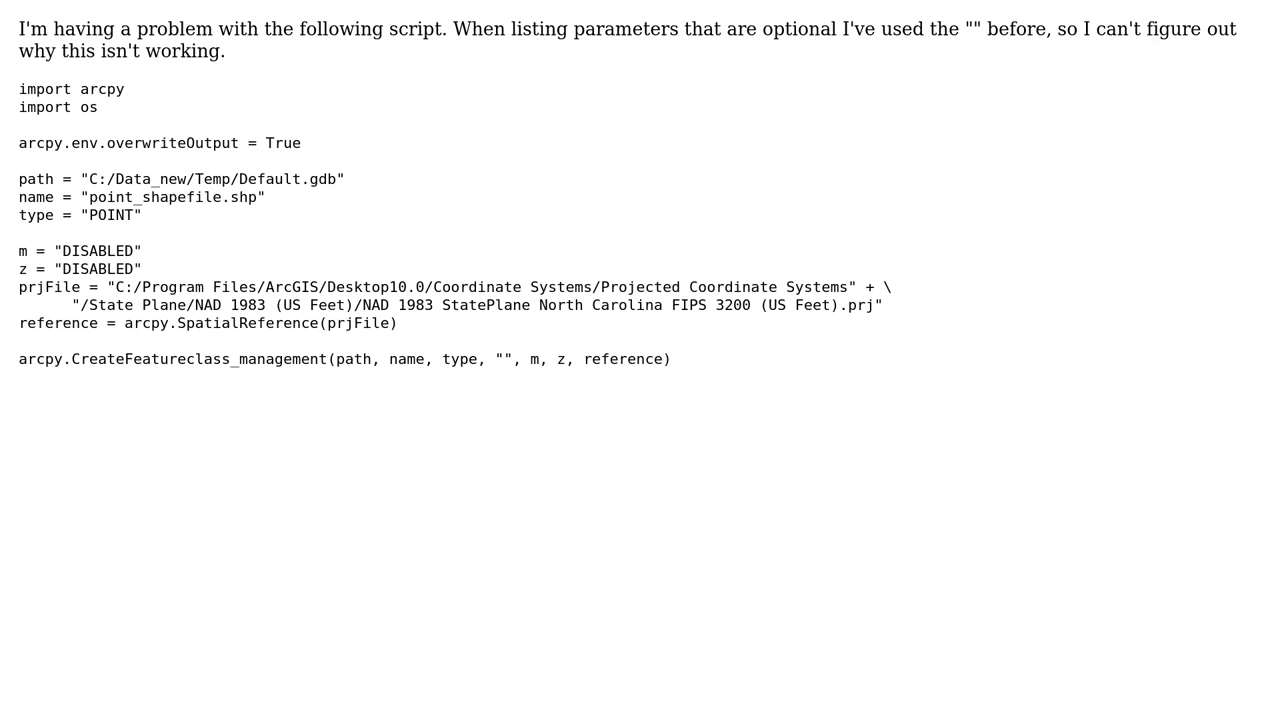 I'm having a problem with the following script. When listing parameters that are optional I've used the "" before, so I can't figure out
why this isn't working.
import arcpy
import os
arcpy.env.overwriteOutput = True
path = "C:/Data_new/Temp/Default.gdb"
name = "point_shapefile.shp"
type = "POINT"
m = "DISABLED"
z = "DISABLED"
prjFile = "C:/Program Files/ArcGIS/Desktop10.0/Coordinate Systems/Projected Coordinate Systems" + \
      "/State Plane/NAD 1983 (US Feet)/NAD 1983 StatePlane North Carolina FIPS 3200 (US Feet).prj"
reference = arcpy.SpatialReference(prjFile)
arcpy.CreateFeatureclass_management(path, name, type, "", m, z, reference)